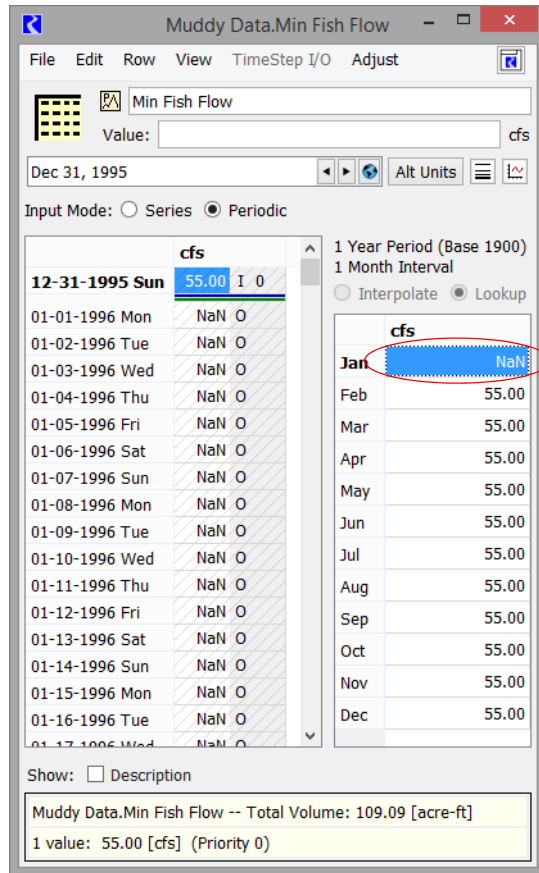 Muddy Data.Min Fish Flow
File Edit Row View TimeStep I/O Adjust
Min Fish Flow
Value: cfs
Dec 31, 1995 Alt Units
Input Mode: Series Periodic
cfs
12-31-1995 Sun 55.00 I 0
01-01-1996 Mon NaN O
01-02-1996 Tue NaN O
01-03-1996 Wed NaN O
01-04-1996 Thu NaN O
01-05-1996 Fri NaN O
01-06-1996 Sat NaN O
01-07-1996 Sun NaN O
01-08-1996 Mon NaN O
01-09-1996 Tue NaN O
01-10-1996 Wed NaN O
01-11-1996 Thu NaN O
01-12-1996 Fri NaN O
01-13-1996 Sat NaN O
01-14-1996 Sun NaN O
01-15-1996 Mon NaN O
01-16-1996 Tue NaN O
01-17-1996 Wed NaN O
1 Year Period (Base 1900)
1 Month Interval
Interpolate Lookup
cfs
Jan NaN
Feb 55.00
Mar 55.00
Apr 55.00
May 55.00
Jun 55.00
Jul 55.00
Aug 55.00
Sep 55.00
Oct 55.00
Nov 55.00
Dec 55.00
Show: Description
Muddy Data.Min Fish Flow -- Total Volume: 109.09 [acre-ft]
1 value: 55.00 [cfs] (Priority 0)